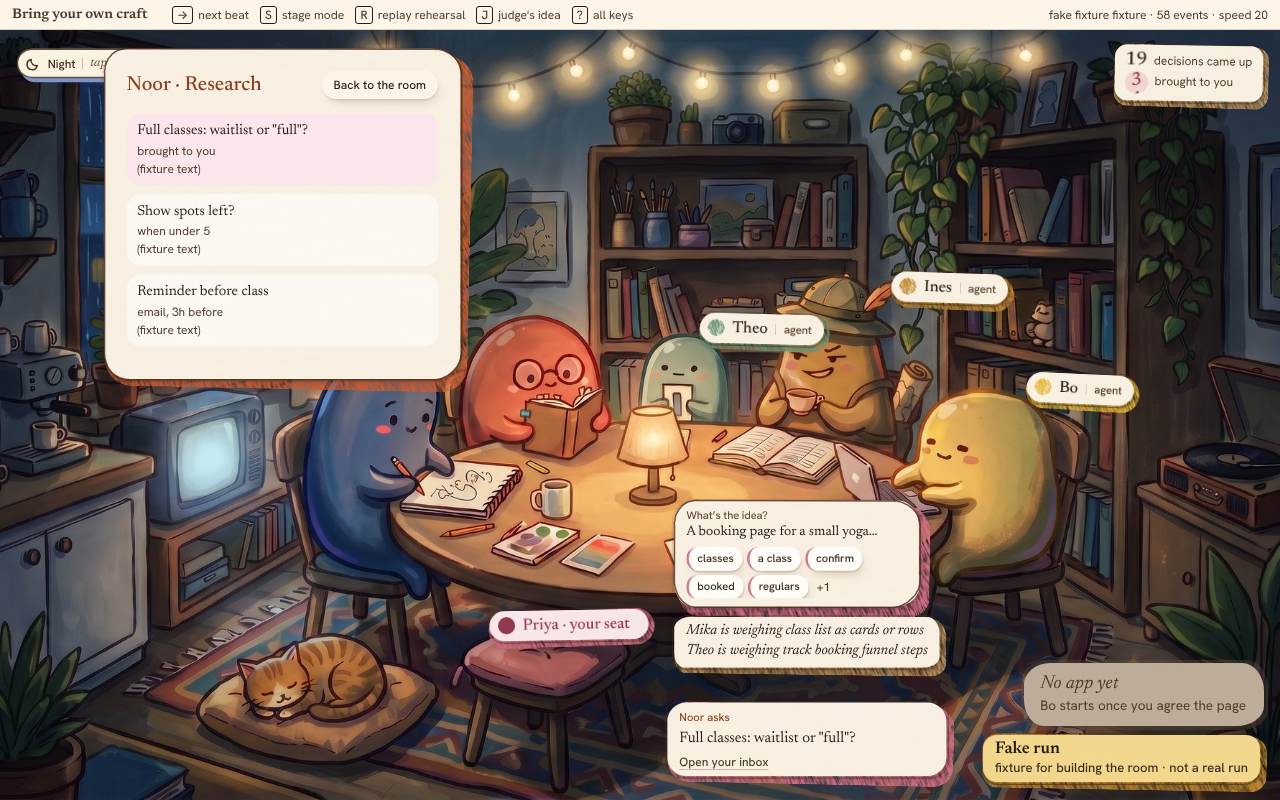 Bring your own craft
→ next beat S stage mode R replay rehearsal J judge's idea ? all keys
fake fixture fixture · 58 events · speed 20
Night
Noor · Research
Back to the room
Full classes: waitlist or "full"?
brought to you
(fixture text)
Show spots left?
when under 5
(fixture text)
Reminder before class
email, 3h before
(fixture text)
19 decisions came up
3 brought to you
Ines agent
Theo agent
Bo agent
What's the idea?
A booking page for a small yoga…
classes a class confirm
booked regulars +1
Priya · your seat
Mika is weighing class list as cards or rows
Theo is weighing track booking funnel steps
Noor asks
Full classes: waitlist or "full"?
Open your inbox
No app yet
Bo starts once you agree the page
Fake run
fixture for building the room · not a real run